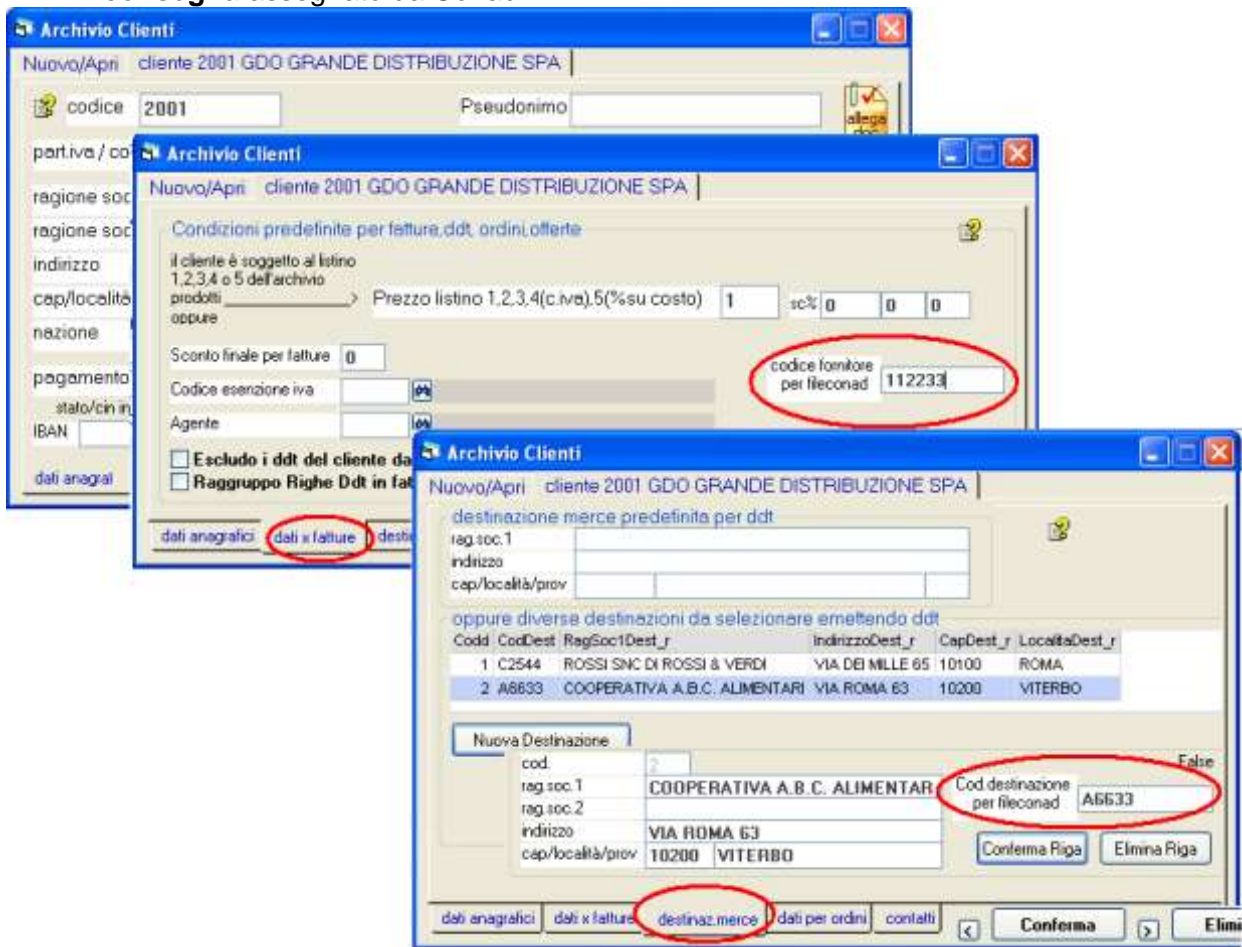 Archivio Clienti
Nuovo/Apri cliente 2001 GDO GRANDE DISTRIBUZIONE SPA
codice 2001 Pseudonimo
allega
part.iva / co
ragione soc
ragione soc
indirizzo
cap/località
nazione
pagamento
stato/cin in
IBAN
dati anagraf
Archivio Clienti
Nuovo/Apri cliente 2001 GDO GRANDE DISTRIBUZIONE SPA
Condizioni predefinite per fatture,ddt, ordini,offerte
il cliente è soggetto al listino
1,2,3,4 o 5 dell'archivio
prodotti ____________> Prezzo listino 1,2,3,4(c.iva),5(%su costo) 1 sc% 0 0 0
oppure
Sconto finale per fatture 0
codice fornitore
per fileconad 112233
Codice esenzione iva
Agente
Escludo i ddt del cliente da
Raggruppo Righe Ddt in fat
dati anagrafici dati x fatture desti
Archivio Clienti
Nuovo/Apri cliente 2001 GDO GRANDE DISTRIBUZIONE SPA
destinazione merce predefinita per ddt
rag.soc.1
indirizzo
cap/località/prov
oppure diverse destinazioni da selezionare emettendo ddt
Codd CodDest RagSoc1Dest_r IndirizzoDest_r CapDest_r LocalitaDest_r
1 C2544 ROSSI SNC DI ROSSI & VERDI VIA DEI MILLE 65 10100 ROMA
2 A6633 COOPERATIVA A.B.C. ALIMENTARI VIA ROMA 63 10200 VITERBO
Nuova Destinazione
cod. 2 False
rag.soc.1 COOPERATIVA A.B.C. ALIMENTAR
rag.soc.2
Cod.destinazione
per fileconad A6633
indirizzo VIA ROMA 63
cap/località/prov 10200 VITERBO
Conferma Riga Elimina Riga
dati anagrafici dati x fatture destinaz.merce dati per ordini contatti < Conferma > Elimi